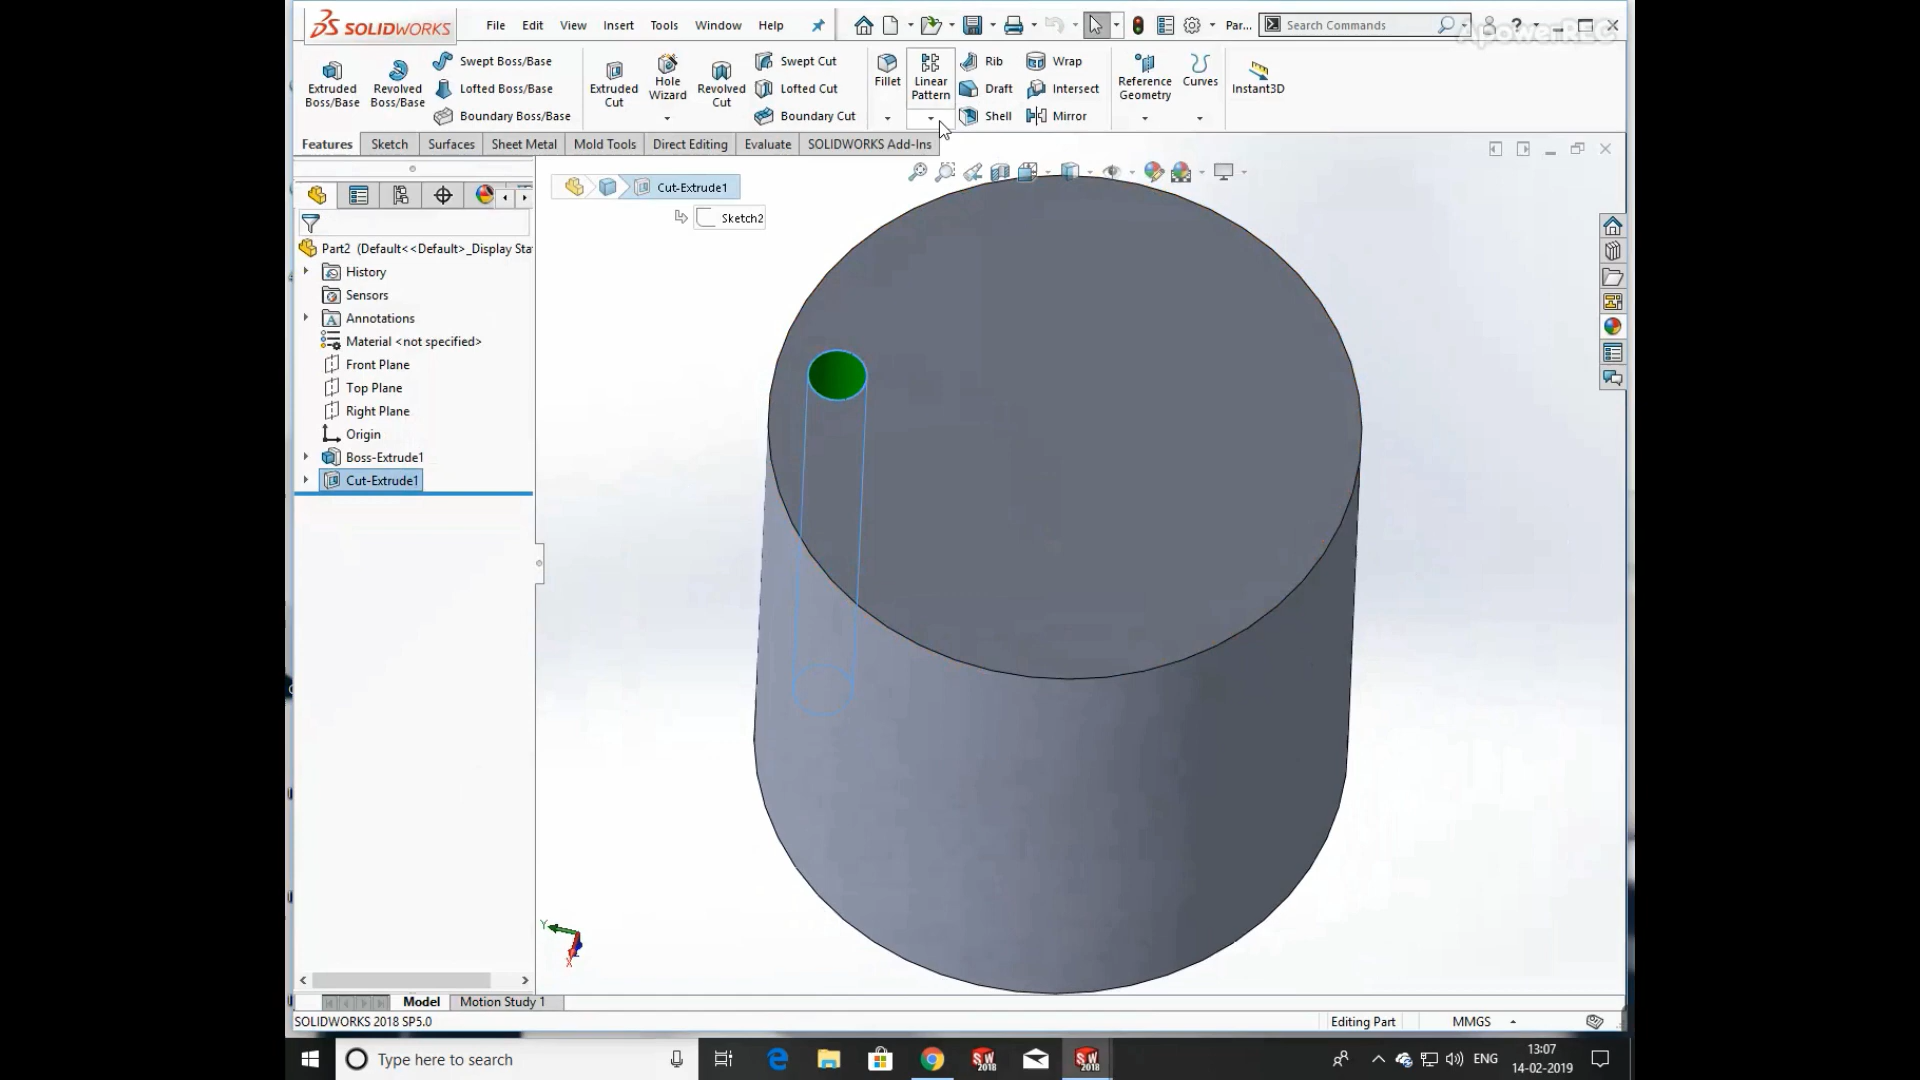 SOLIDWORKS File Edit View Insert Tools Window Help Par... Search Commands ?
ApowerREC
Extruded Boss/Base
Revolved Boss/Base
Swept Boss/Base
Lofted Boss/Base
Boundary Boss/Base
Extruded Cut
Hole Wizard
Revolved Cut
Swept Cut
Lofted Cut
Boundary Cut
Fillet
Linear Pattern
Rib
Draft
Shell
Wrap
Intersect
Mirror
Reference Geometry
Curves
Instant3D
Features Sketch Surfaces Sheet Metal Mold Tools Direct Editing Evaluate SOLIDWORKS Add-Ins
Cut-Extrude1
Sketch2
Part2 (Default<<Default>_Display Sta
History
Sensors
Annotations
Material <not specified>
Front Plane
Top Plane
Right Plane
Origin
Boss-Extrude1
Cut-Extrude1
Y
X
Model Motion Study 1
SOLIDWORKS 2018 SP5.0 Editing Part MMGS
Type here to search
SW 2018
SW 2018
ENG
13:07
14-02-2019